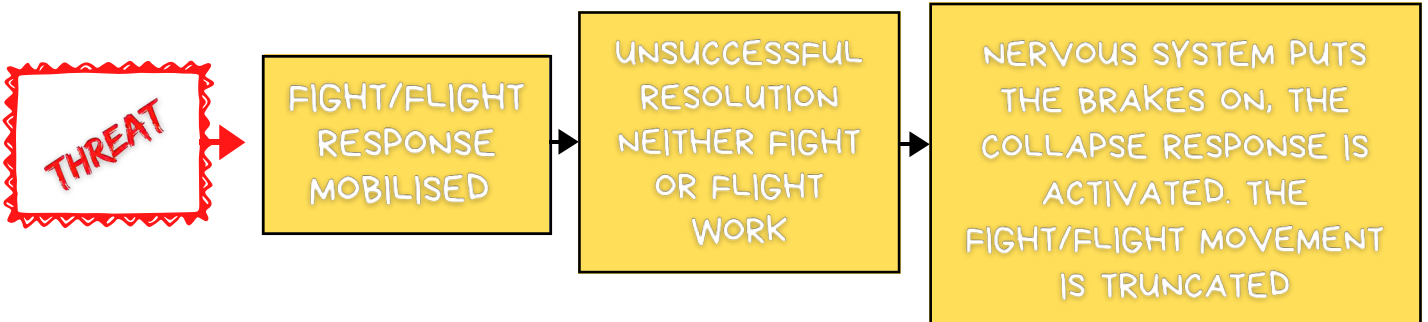 THREAT
FIGHT/FLIGHT
RESPONSE
MOBILISED
UNSUCCESSFUL
RESOLUTION
NEITHER FIGHT
OR FLIGHT
WORK
NERVOUS SYSTEM PUTS
THE BRAKES ON, THE
COLLAPSE RESPONSE IS
ACTIVATED. THE
FIGHT/FLIGHT MOVEMENT
IS TRUNCATED